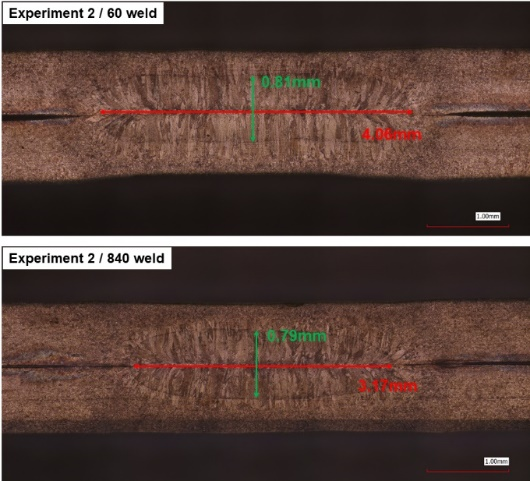 Experiment 2 / 60 weld
0.81mm
4.06mm
1.00mm
Experiment 2 / 840 weld
0.79mm
3.17mm
1.00mm